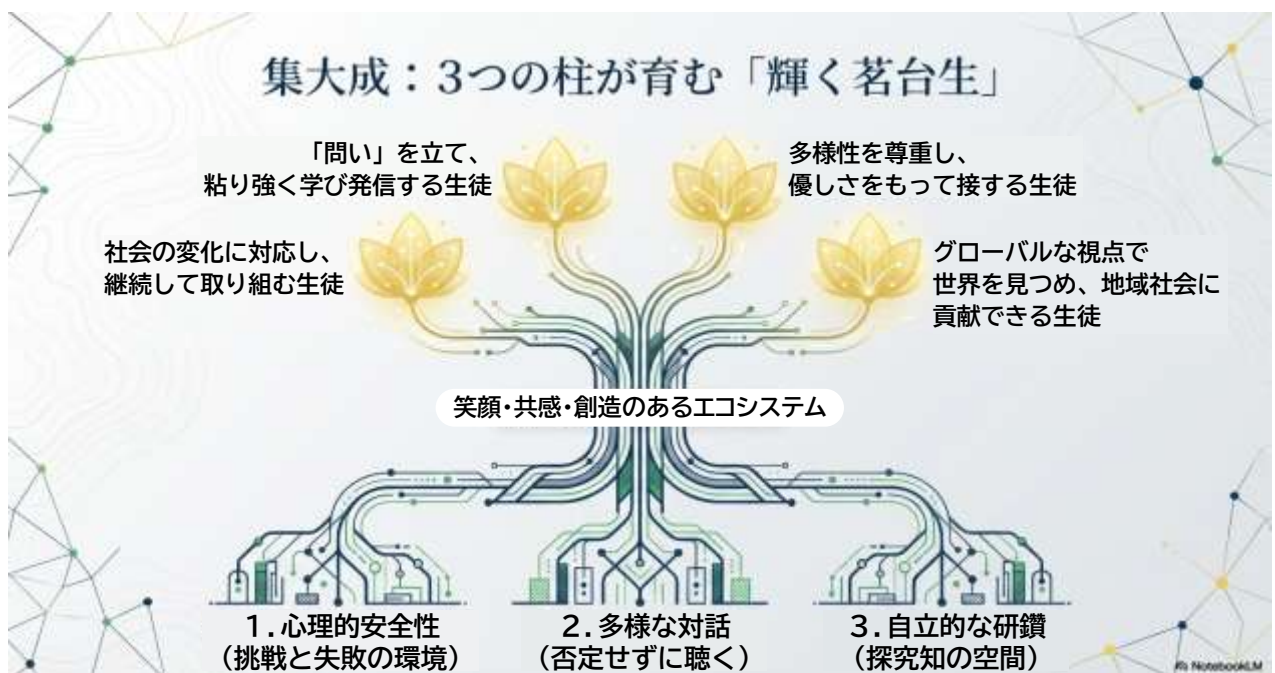 集大成：3つの柱が育む「輝く茗台生」
「問い」を立て、
粘り強く学び発信する生徒
多様性を尊重し、
優しさをもって接する生徒
社会の変化に対応し、
継続して取り組む生徒
グローバルな視点で
世界を見つめ、地域社会に
貢献できる生徒
笑顔・共感・創造のあるエコシステム
1．心理的安全性
（挑戦と失敗の環境）
2．多様な対話
（否定せずに聴く）
3．自立的な研鑽
（探究知の空間）
NotebookLM